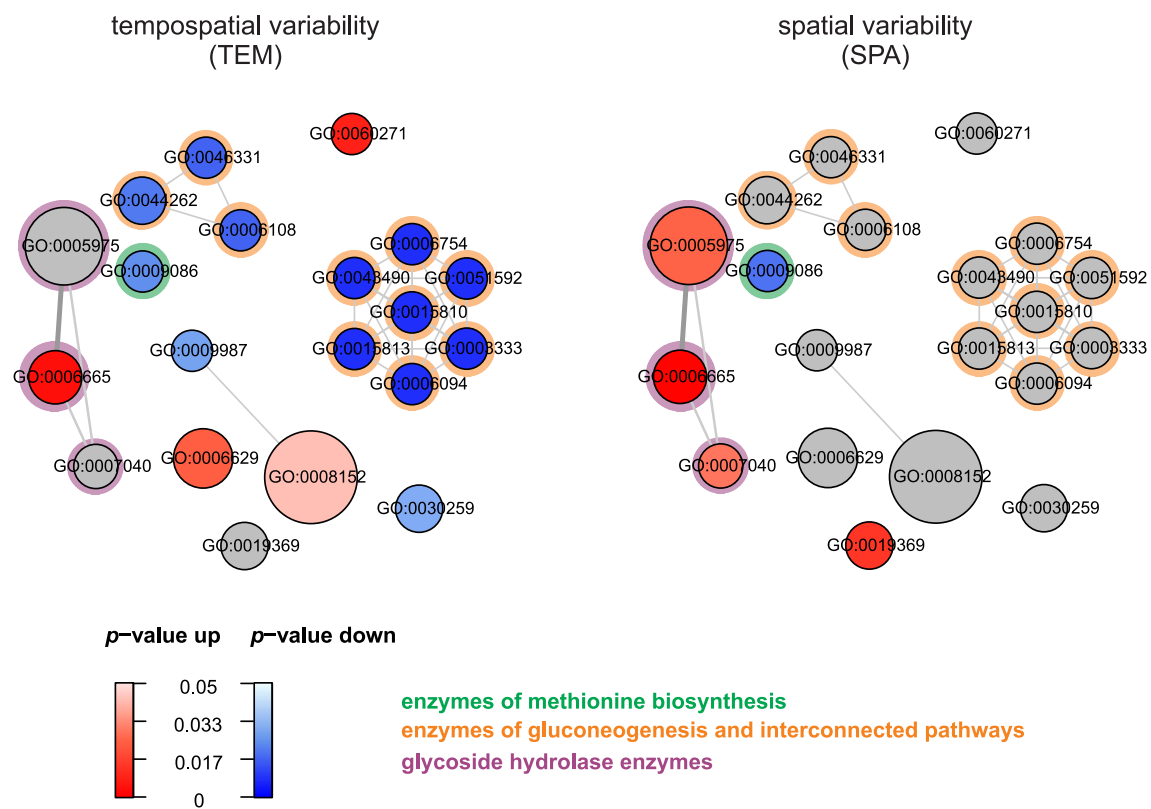 tempospatial variability
(TEM)
spatial variability
(SPA)
GO:0060271
GO:0046331
GO:0044262
GO:0006108
GO:0005975
GO:0009086
GO:0006754
GO:0043490
GO:0051592
GO:0015810
GO:0015813
GO:0003333
GO:0006094
GO:0009987
GO:0006665
GO:0007040
GO:0006629
GO:0008152
GO:0030259
GO:0019369
GO:0060271
GO:0046331
GO:0044262
GO:0006108
GO:0005975
GO:0009086
GO:0006754
GO:0043490
GO:0051592
GO:0015810
GO:0015813
GO:0003333
GO:0006094
GO:0009987
GO:0006665
GO:0007040
GO:0006629
GO:0008152
GO:0030259
GO:0019369
p−value up
p−value down
0.05
0.033
0.017
0
enzymes of methionine biosynthesis
enzymes of gluconeogenesis and interconnected pathways
glycoside hydrolase enzymes